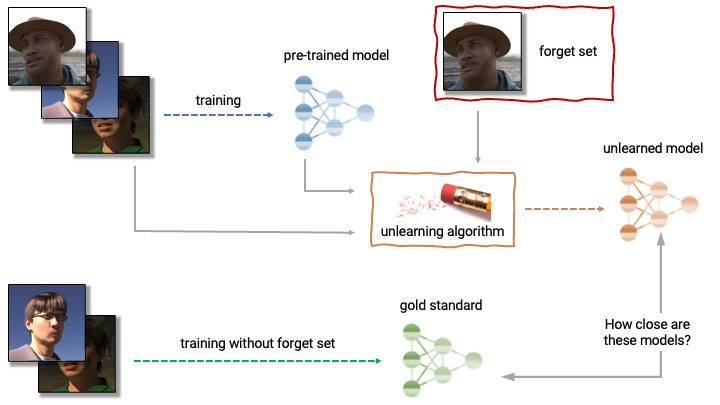 forget set
pre-trained model
training
unlearned model
unlearning algorithm
gold standard
training without forget set
How close are
these models?